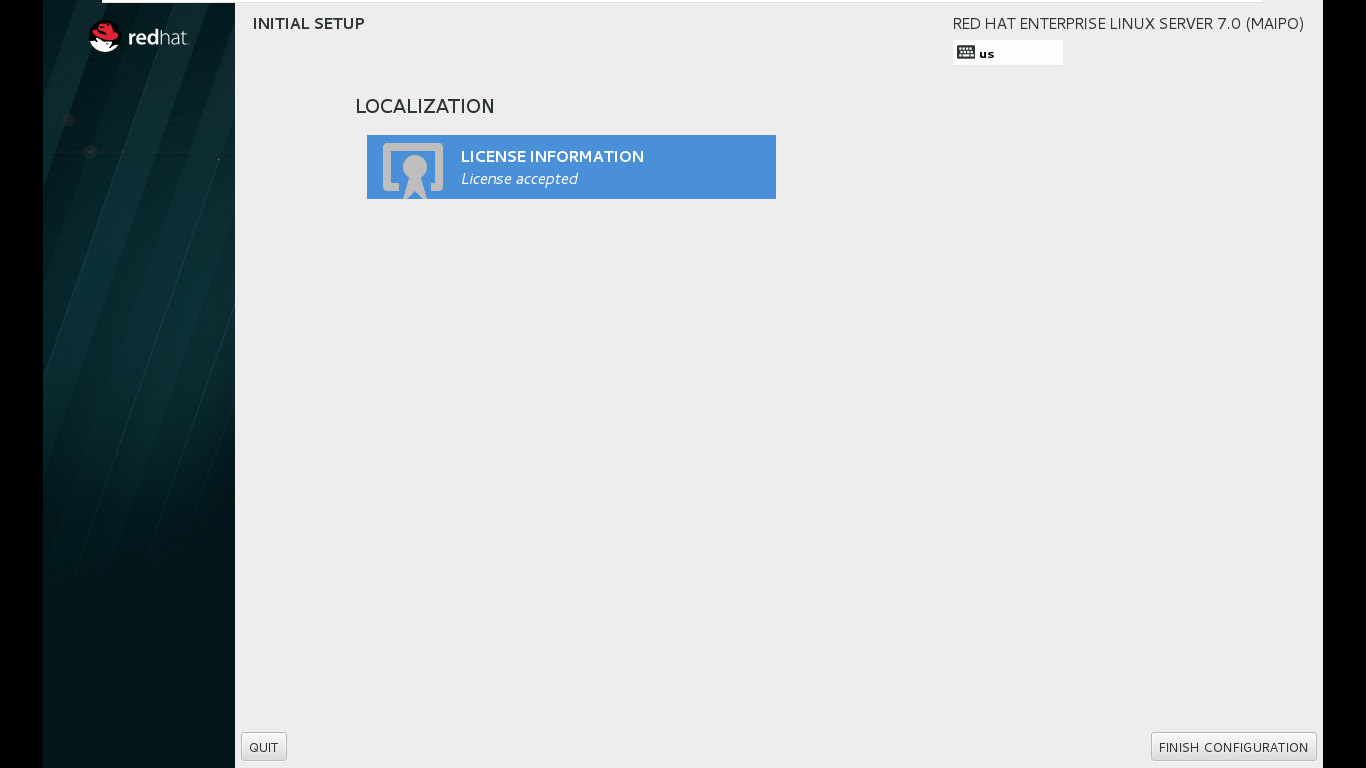 redhat.
INITIAL SETUP
RED HAT ENTERPRISE LINUX SERVER 7.0 (MAIPO)
us
LOCALIZATION
LICENSE INFORMATION
License accepted
QUIT
FINISH CONFIGURATION